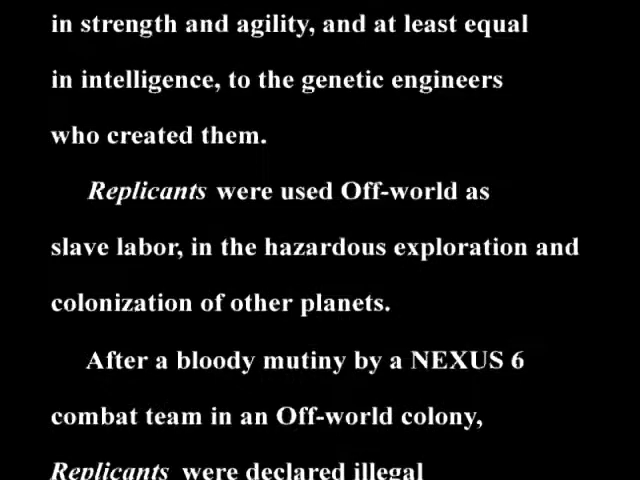 in strength and agility, and at least equal
in intelligence, to the genetic engineers
who created them.
Replicants were used Off-world as
slave labor, in the hazardous exploration and
colonization of other planets.
After a bloody mutiny by a NEXUS 6
combat team in an Off-world colony,
Replicants were declared illegal